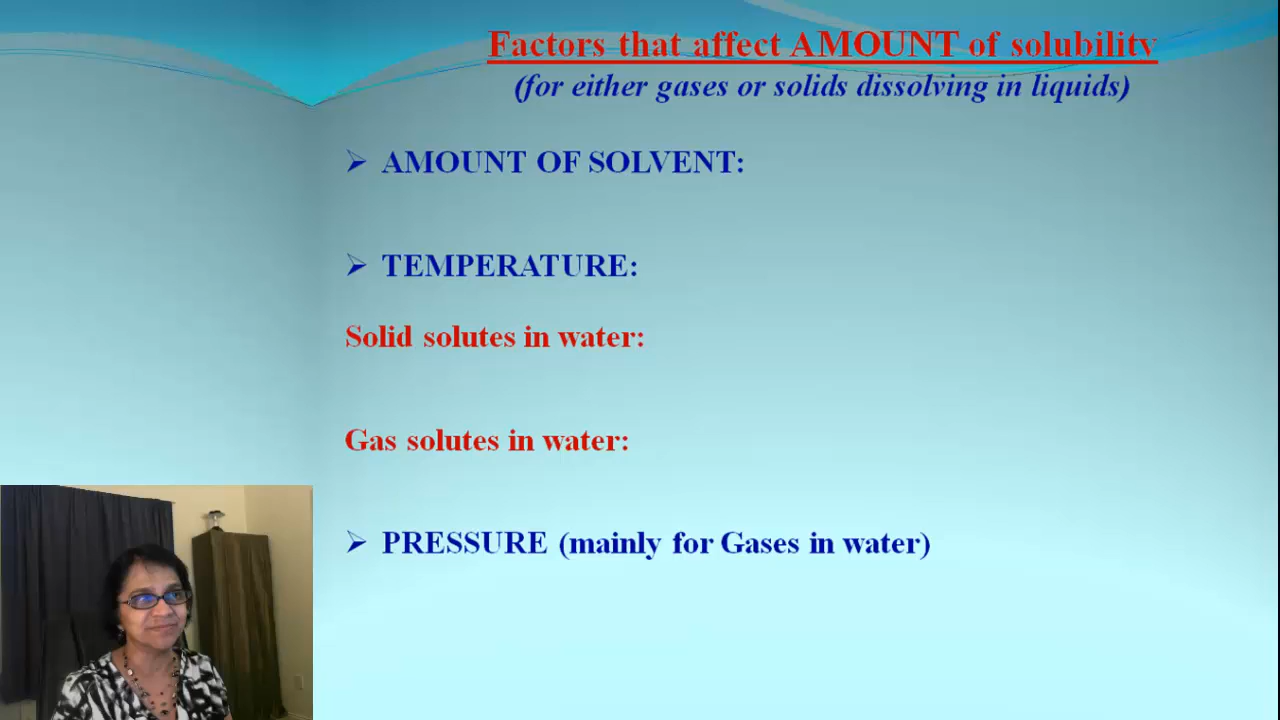 Factors that affect AMOUNT of solubility
(for either gases or solids dissolving in liquids)
AMOUNT OF SOLVENT:
TEMPERATURE:
Solid solutes in water:
Gas solutes in water:
PRESSURE (mainly for Gases in water)